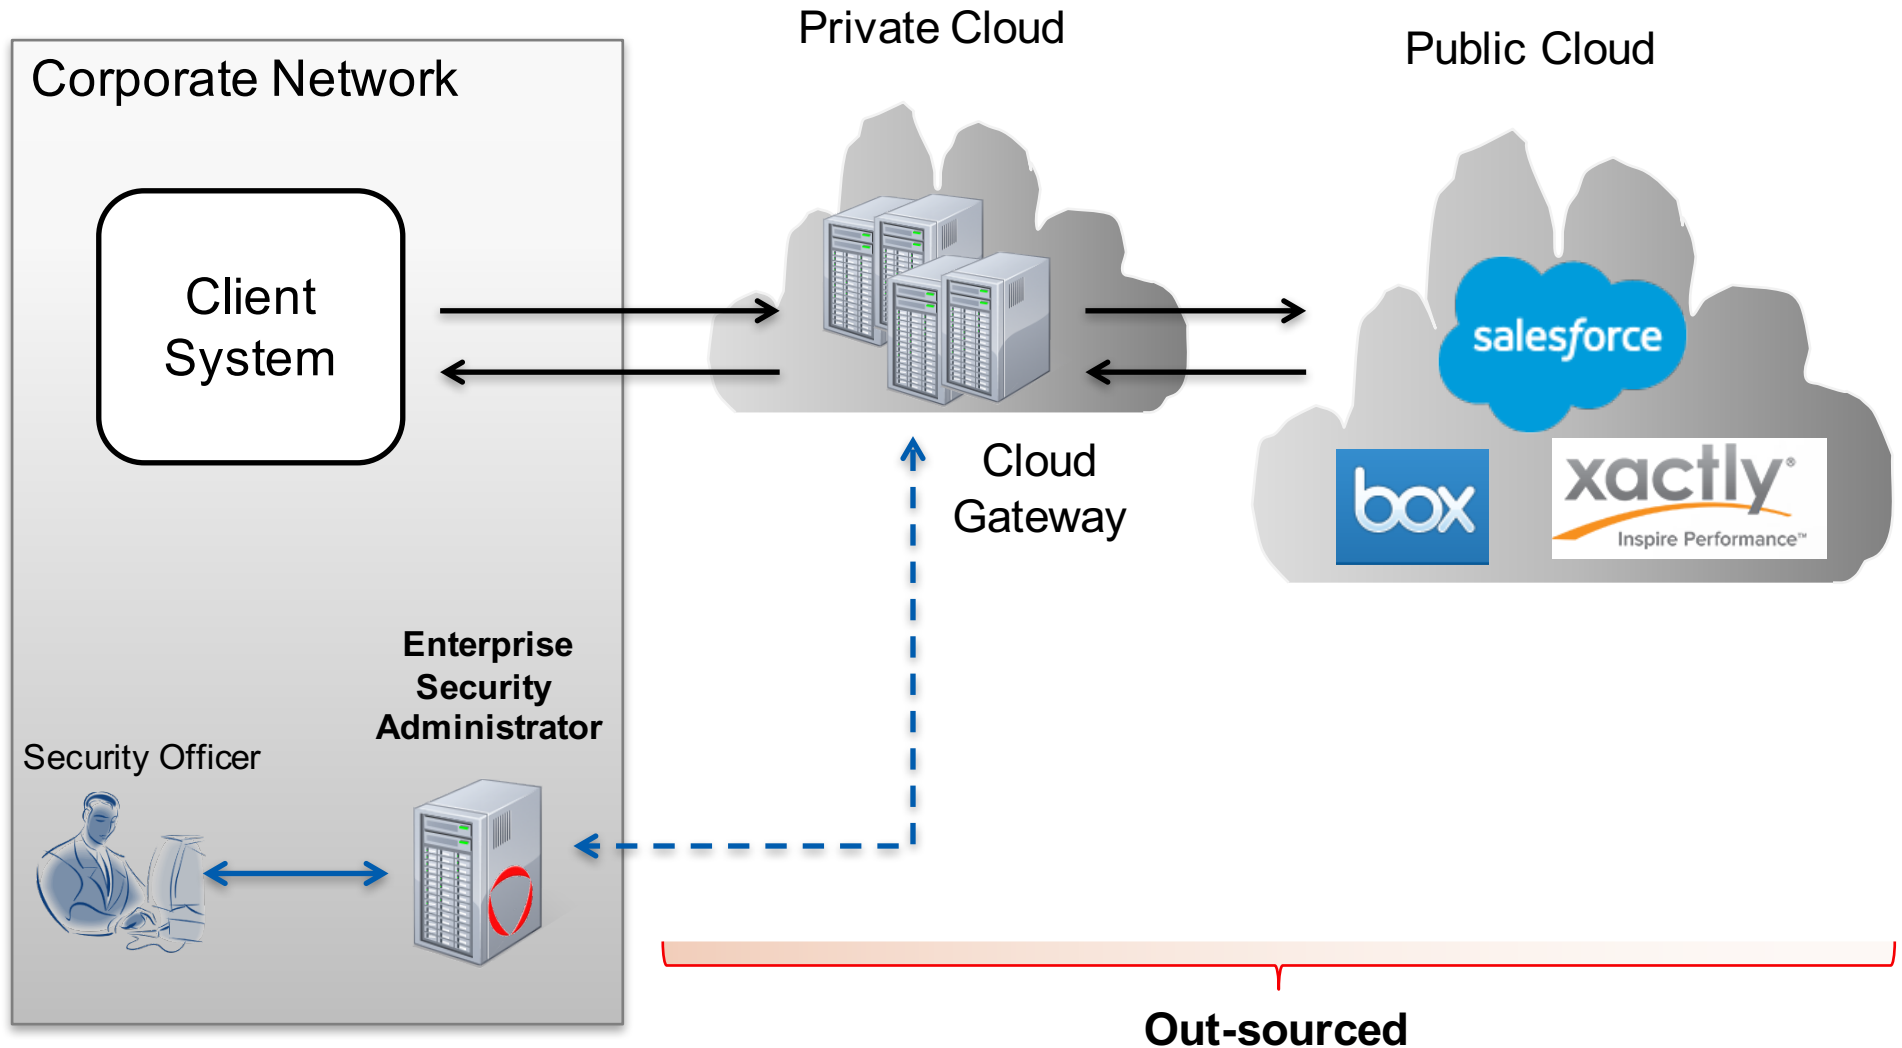 Private Cloud
Public Cloud
Corporate Network
Client
System
salesforce
box
xactly®
Inspire Performance™
Cloud
Gateway
Enterprise
Security
Administrator
Security Officer
Out-sourced